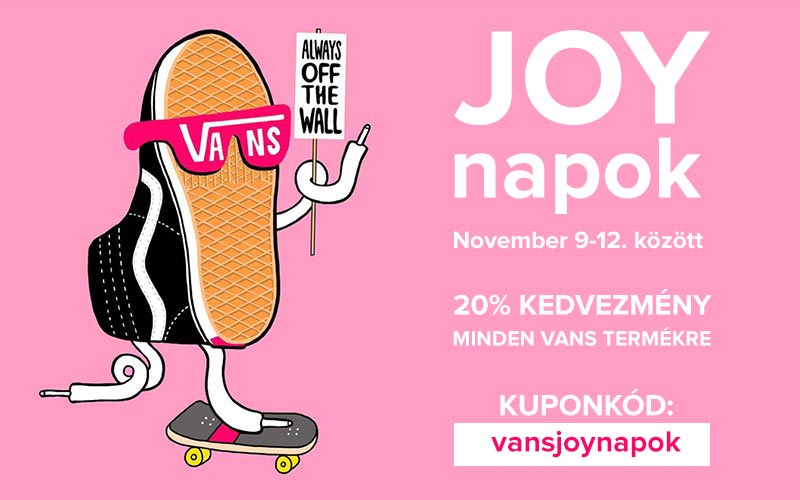 ALWAYS
OFF
THE
WALL
VANS
JOY
napok
November 9-12. között
20% KEDVEZMÉNY
MINDEN VANS TERMÉKRE
KUPONKÓD:
vansjoynapok